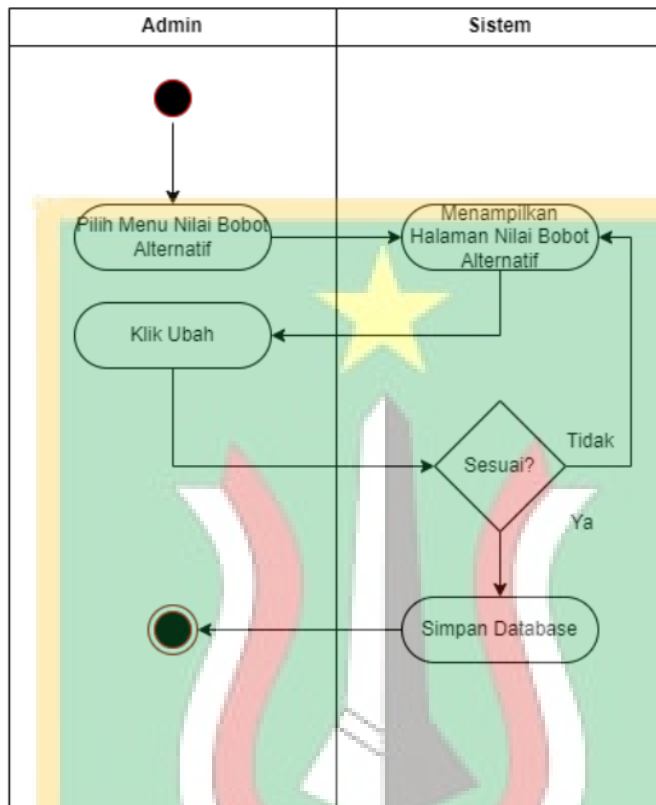 Admin
Sistem
Pilih Menu Nilai Bobot
Alternatif
Menampilkan
Halaman Nilai Bobot
Alternatif
Klik Ubah
Sesuai?
Tidak
Ya
Simpan Database